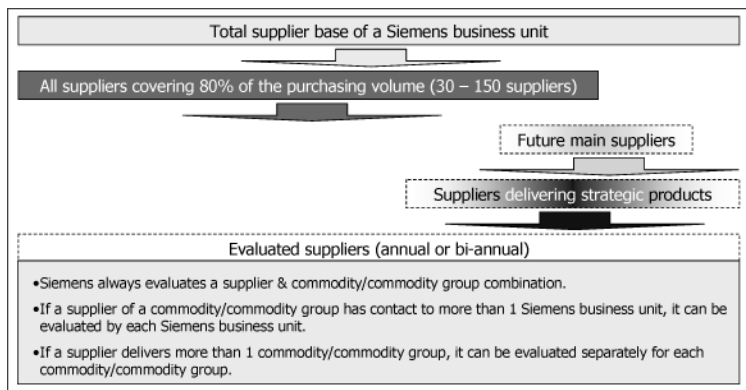 Total supplier base of a Siemens business unit
All suppliers covering 80% of the purchasing volume (30 – 150 suppliers)
Future main suppliers
Suppliers delivering strategic products
Evaluated suppliers (annual or bi-annual)
•Siemens always evaluates a supplier & commodity/commodity group combination.
•If a supplier of a commodity/commodity group has contact to more than 1 Siemens business unit, it can be
evaluated by each Siemens business unit.
•If a supplier delivers more than 1 commodity/commodity group, it can be evaluated separately for each
commodity/commodity group.